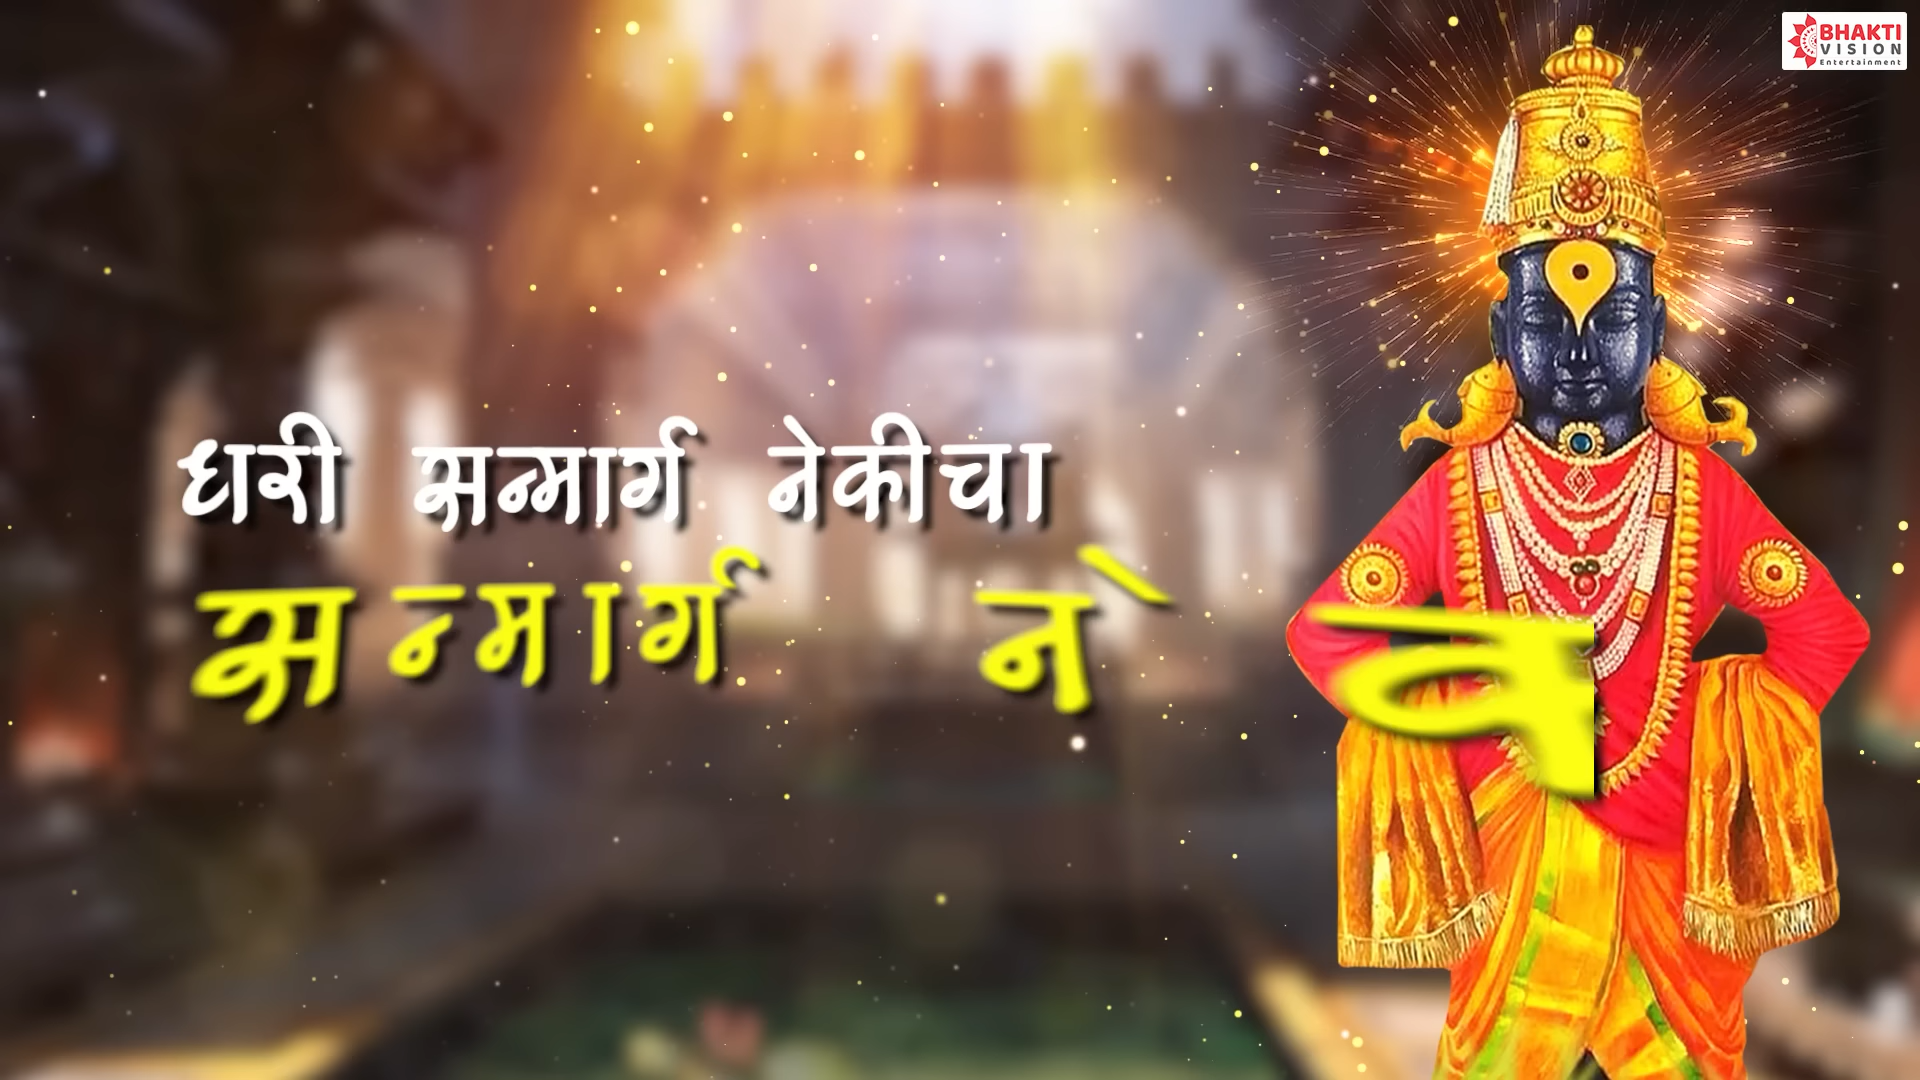 BHAKTI
VISION
Entertainment
धरी सन्मार्ग नेकीचा
सन्मार्ग ने